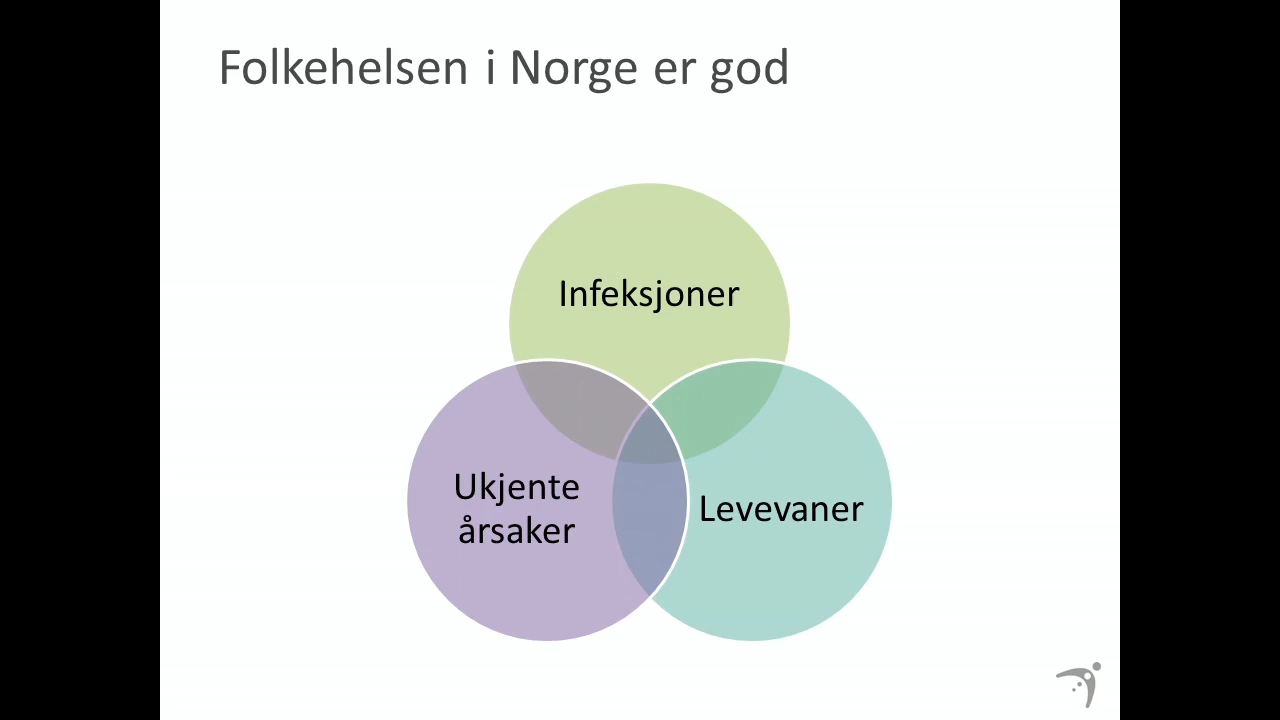 Folkehelsen i Norge er god
Infeksjoner
Ukjente
årsaker
Levevaner